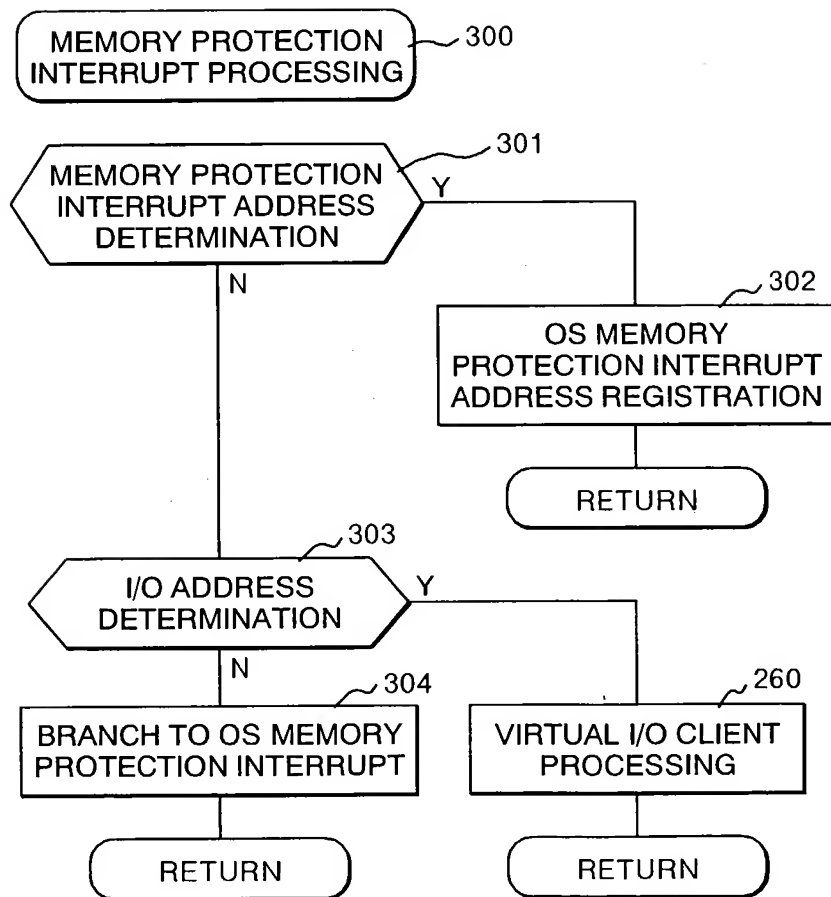 MEMORY PROTECTION
INTERRUPT PROCESSING
300
MEMORY PROTECTION
INTERRUPT ADDRESS
DETERMINATION
301
Y
N
302
OS MEMORY
PROTECTION INTERRUPT
ADDRESS REGISTRATION
RETURN
303
I/O ADDRESS
DETERMINATION
Y
N
304
BRANCH TO OS MEMORY
PROTECTION INTERRUPT
RETURN
260
VIRTUAL I/O CLIENT
PROCESSING
RETURN